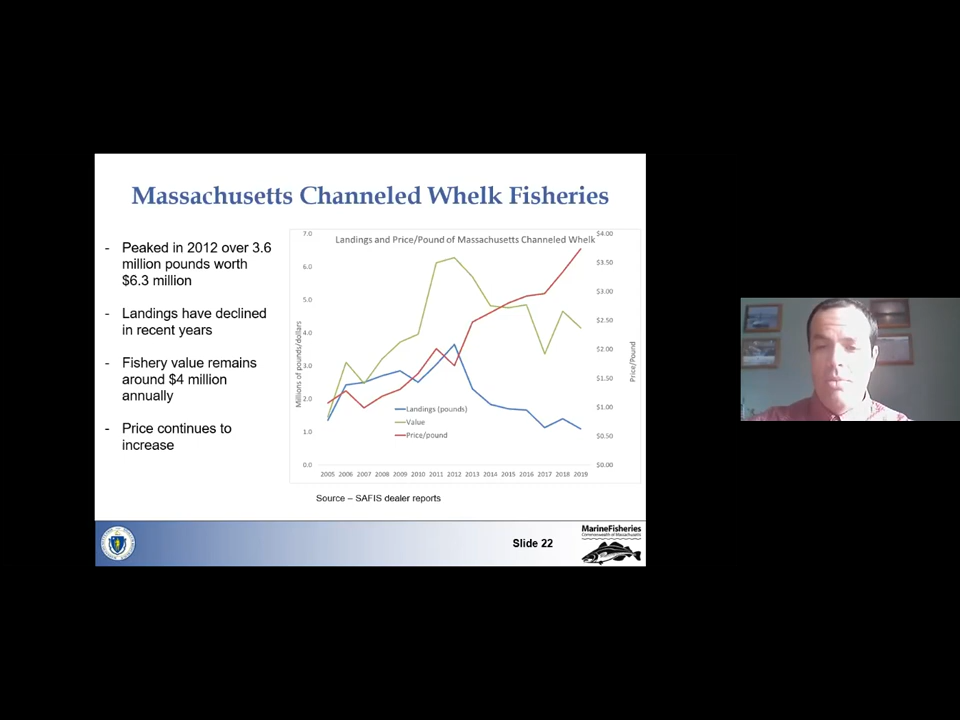 Massachusetts Channeled Whelk Fisheries
- Peaked in 2012 over 3.6
million pounds worth
$6.3 million
- Landings have declined
in recent years
- Fishery value remains
around $4 million
annually
- Price continues to
increase
Landings and Price/Pound of Massachusetts Channeled Whelk
Millions of pounds/dollars
7.0
6.0
5.0
4.0
3.0
2.0
1.0
0.0
$4.00
$3.50
$3.00
$2.50
$2.00
$1.50
$1.00
$0.50
$0.00
Price/Pound
Landings (pounds)
Value
Price/pound
2005 2006 2007 2008 2009 2010 2011 2012 2013 2014 2015 2016 2017 2018 2019
Source – SAFIS dealer reports
Slide 22
MarineFisheries
Commonwealth of Massachusetts